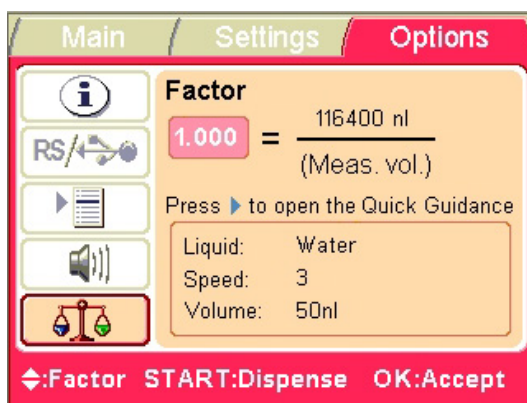 Main Settings Options
i
RS/
Factor
1.000 = 116400 nl
(Meas. vol.)
Press to open the Quick Guidance
Liquid: Water
Speed: 3
Volume: 50nl
:Factor START:Dispense OK:Accept